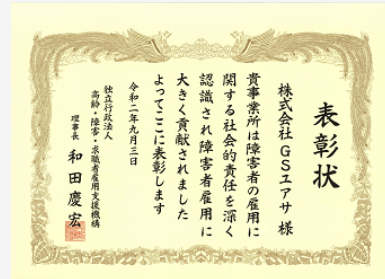 表彰状
株式会社 GSユアサ 様
貴事業所は障害者の雇用に
関する社会的責任を深く
認識され障害者雇用に
大きく貢献されました
よってここに表彰します
令和二年九月三日
独立行政法人
高齢・障害・求職者雇用支援機構
理事長 和田慶宏